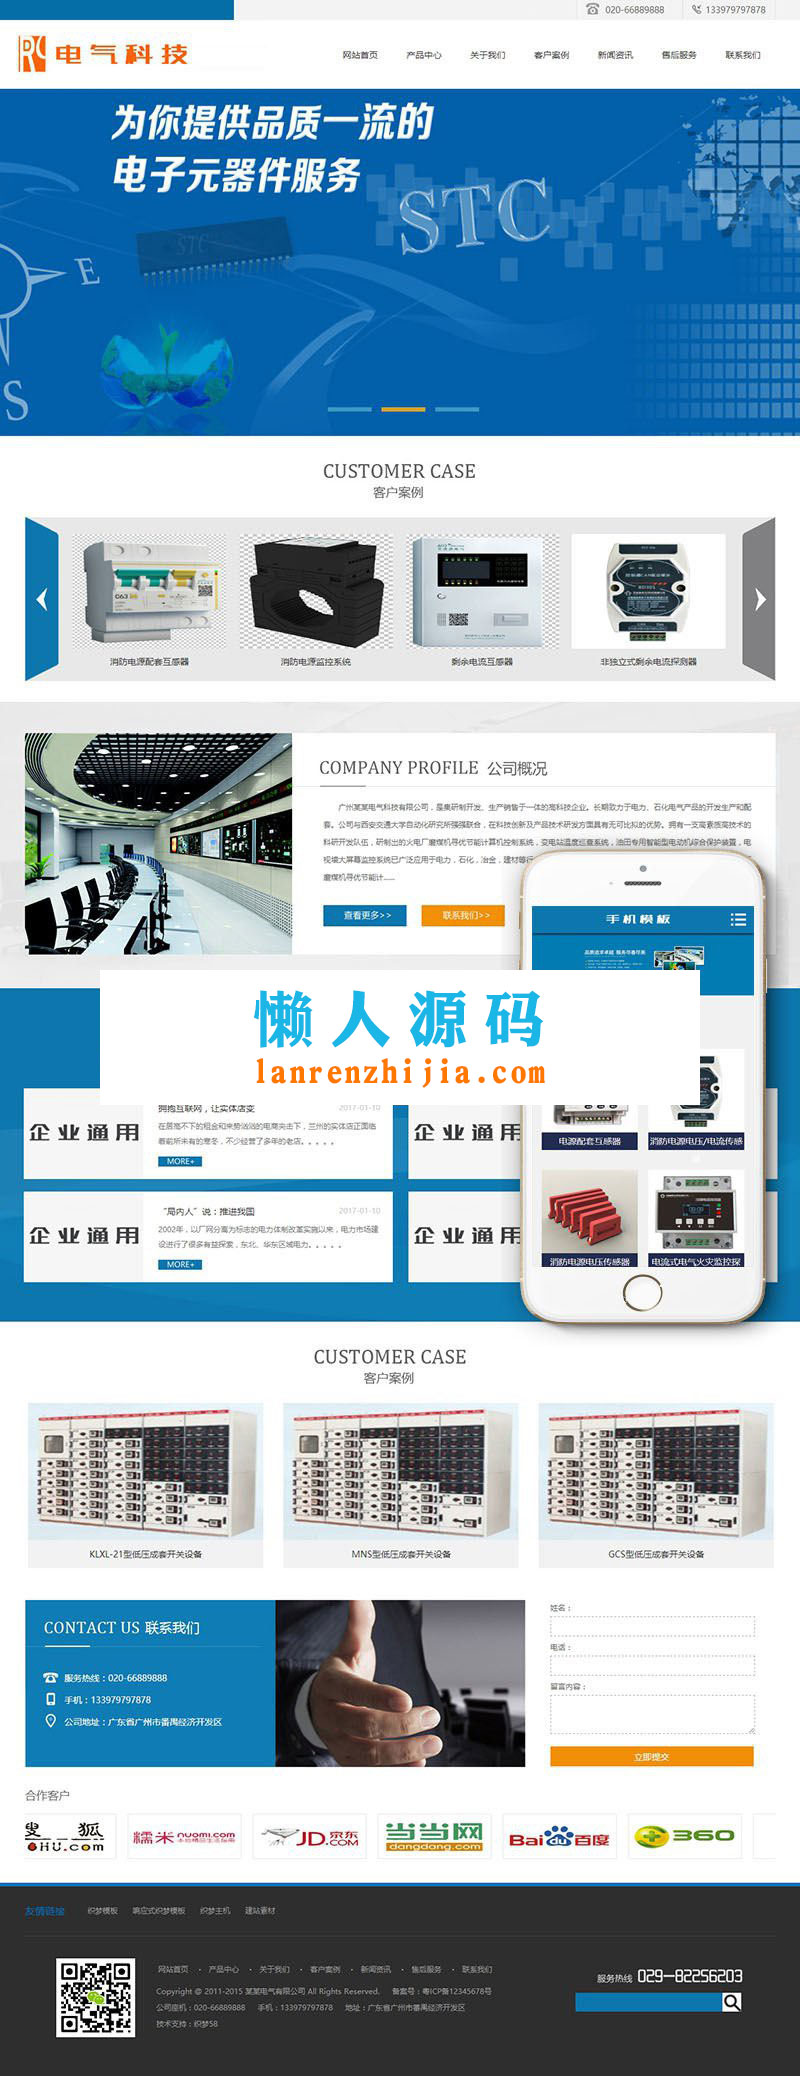 020-66889888
133979797878
电气科技
网站首页
产品中心
关于我们
客户案例
新闻资讯
售后服务
联系我们
为你提供品质一流的
电子元器件服务
STC
STC
E
S
CUSTOMER CASE
客户案例
消防电源配套互感器
消防电源监控系统
剩余电流互感器
非独立式剩余电流探测器
COMPANY PROFILE 公司概况
广州某某电气科技有限公司，是集研制开发、生产销售于一体的高科技企业。长期致力于电力、石化电气产品的开发生产和配
套。公司与西安交通大学自动化研究所强强联合，在科技创新及产品技术研发方面具有无可比拟的优势。拥有一支高素质高技术的
科研开发队伍，研制出的火电厂磨煤机寻优节能计算机控制系统，变电站温度巡查系统，油田专用智能型电动机综合保护装置，电
视墙大屏幕监控系统已广泛应用于电力，石化，冶金，建材等行
磨煤机寻优节能计......
查看更多>>
联系我们>>
手机模板
品质追求卓越 服务尽善尽美
懒人源码
lanrenzhijia.com
企业通用
拥抱互联网，让实体店变
2017-01-10
在居高不下的租金和来势汹汹的电商夹击下，兰州的实体店正面临
着前所未有的寒冬，不少经营了多年的老店。。。。。
MORE+
企业通用
企业通用
“局内人”说：推进我国
2017-01-10
2002年，以厂网分离为标志的电力体制改革实施以来，电力市场建
设进行了很多有益探索，东北、华东区域电力。。。。。
MORE+
企业通用
电源配套互感器
消防电源电压/电流传感
消防电源电压传感器
电流式电气火灾监控探
CUSTOMER CASE
客户案例
KLXL-21型低压成套开关设备
MNS型低压成套开关设备
GCS型低压成套开关设备
CONTACT US 联系我们
服务热线：020-66889888
手机：133979797878
公司地址：广东省广州市番禺经济开发区
姓名：
电话：
留言内容：
立即提交
合作客户
搜狐
SOHU.com
糯米 nuomi.com
本地精品生活指南
JD京东
.COM
当当网
dangdang.com
Bai du 百度
360
友情链接
织梦模板
响应式织梦模板
织梦主机
建站素材
网站首页 · 产品中心 · 关于我们 · 客户案例 · 新闻资讯 · 售后服务 · 联系我们
Copyright @ 2011-2015 某某电气有限公司 All Rights Reserved. 备案号：粤ICP备12345678号
公司座机：020-66889888 手机：133979797878 地址：广东省广州市番禺经济开发区
技术支持：织梦58
服务热线 029-82256203